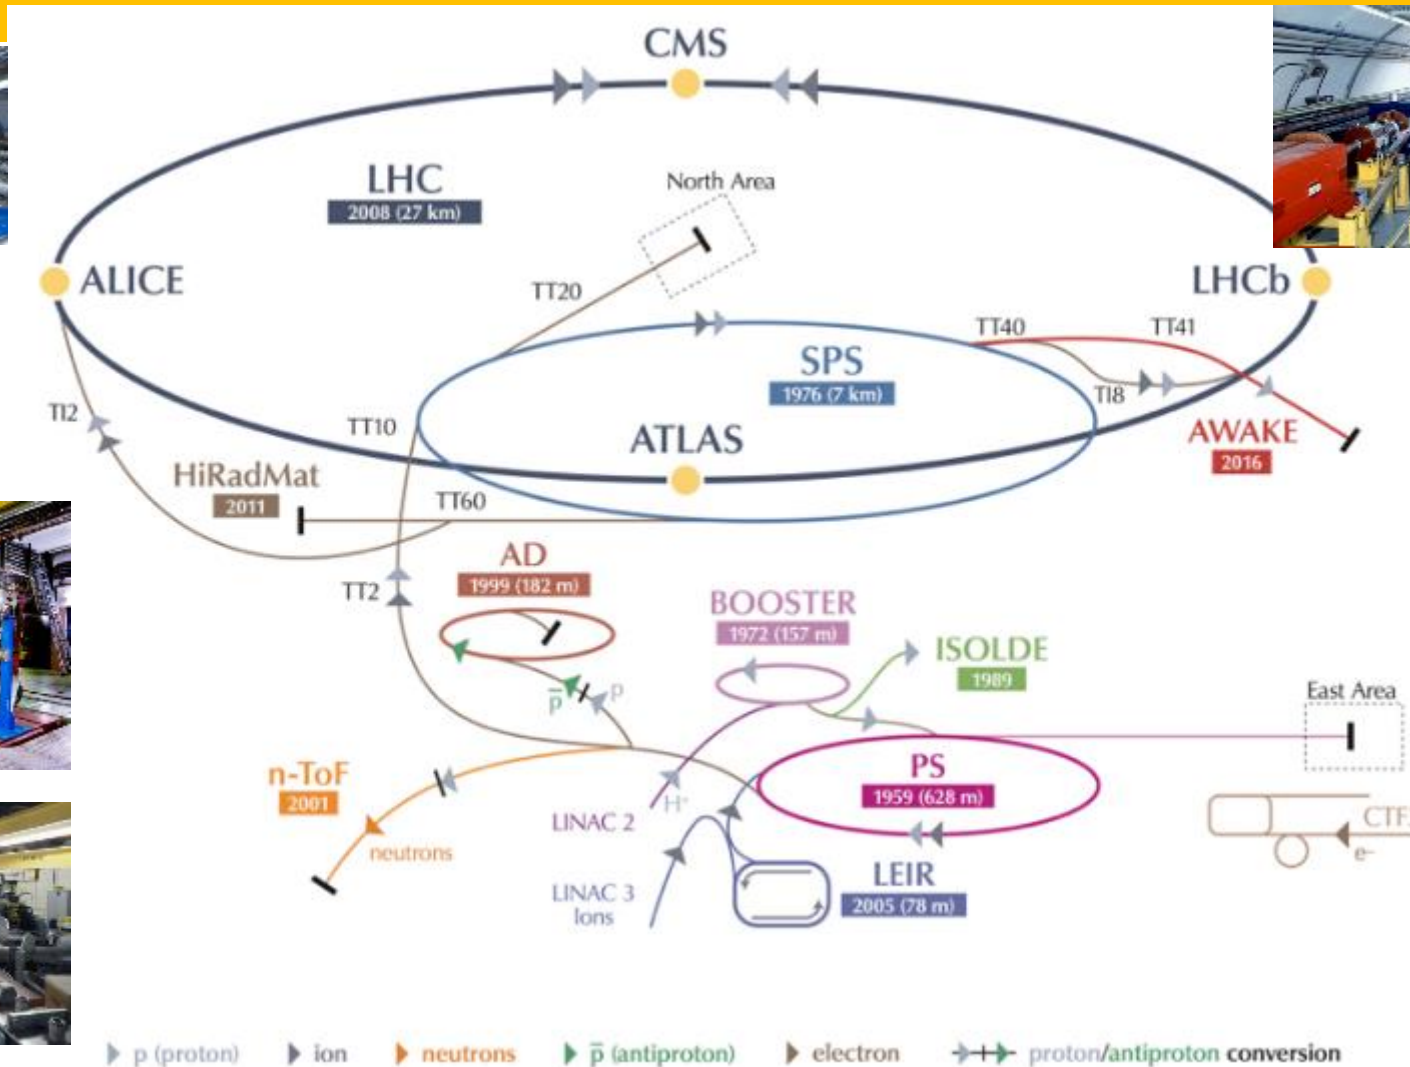 CMS
LHC
2008 (27 km)
North Area
ALICE
TT20
LHCb
TT40
TT41
SPS
1976 (7 km)
TI8
TI2
TT10
ATLAS
AWAKE
2016
HiRadMat
2011
TT60
AD
1999 (182 m)
TT2
BOOSTER
1972 (157 m)
ISOLDE
1989
p̅
p
East Area
n-ToF
2001
PS
1959 (628 m)
H⁺
LINAC 2
neutrons
CTF
e–
LINAC 3
Ions
LEIR
2005 (78 m)
p (proton)
ion
neutrons
p̅ (antiproton)
electron
proton/antiproton conversion